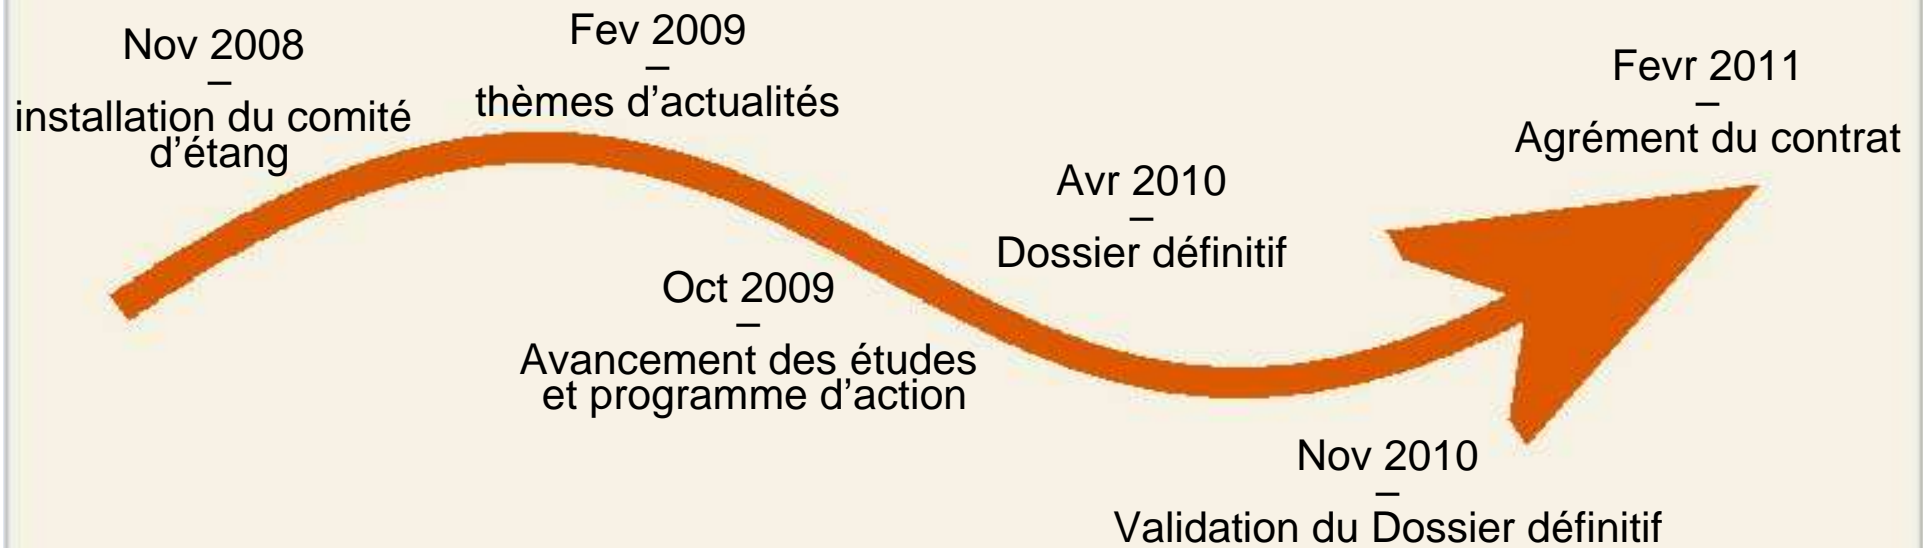 Nov 2008
–
installation du comité
d’étang
Fev 2009
–
thèmes d’actualités
Oct 2009
–
Avancement des études
et programme d’action
Avr 2010
–
Dossier définitif
Nov 2010
–
Validation du Dossier définitif
Fevr 2011
–
Agrément du contrat